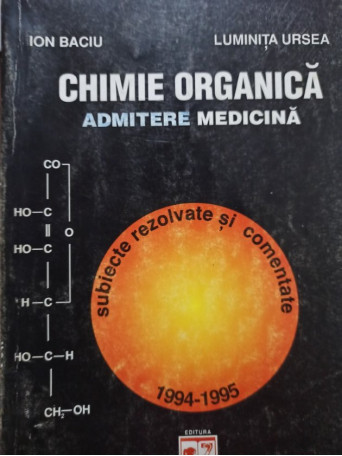 ION BACIU
LUMINIȚA URSEA
CHIMIE ORGANICĂ
ADMITERE MEDICINĂ
CO
HO-C
||
O
HO-C
H-C
HO-C-H
CH₂-OH
subiecte rezolvate și comentate
1994-1995
EDITURA